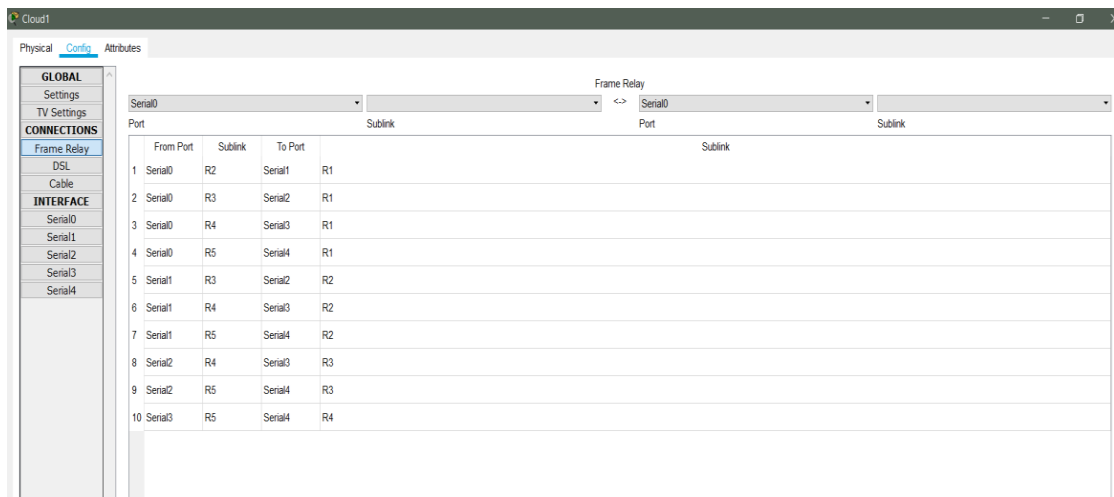 Cloud1
Physical Config Attributes
GLOBAL
Settings
TV Settings
CONNECTIONS
Frame Relay
DSL
Cable
INTERFACE
Serial0
Serial1
Serial2
Serial3
Serial4
Frame Relay
Serial0 <-> Serial0
Port Sublink Port Sublink
From Port Sublink To Port Sublink
1 Serial0 R2 Serial1 R1
2 Serial0 R3 Serial2 R1
3 Serial0 R4 Serial3 R1
4 Serial0 R5 Serial4 R1
5 Serial1 R3 Serial2 R2
6 Serial1 R4 Serial3 R2
7 Serial1 R5 Serial4 R2
8 Serial2 R4 Serial3 R3
9 Serial2 R5 Serial4 R3
10 Serial3 R5 Serial4 R4